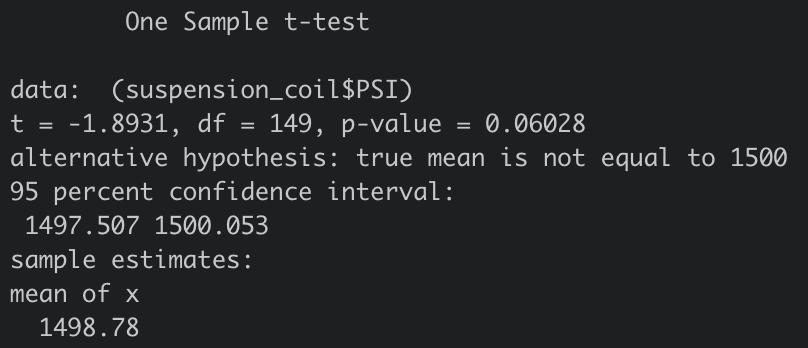 One Sample t-test
data:  (suspension_coil$PSI)
t = -1.8931, df = 149, p-value = 0.06028
alternative hypothesis: true mean is not equal to 1500
95 percent confidence interval:
1497.507 1500.053
sample estimates:
mean of x
1498.78